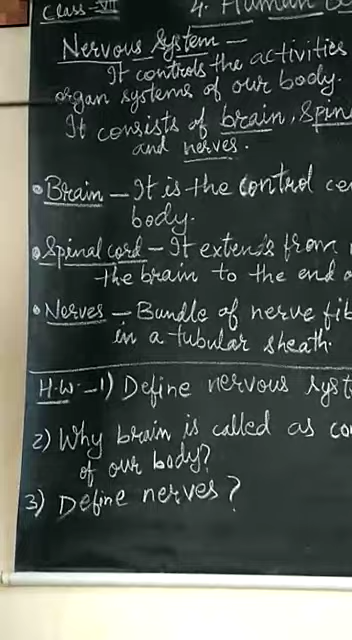 Class-VII 4. Human
Nervous System —
It controls the activities
organ systems of our body.
It consists of brain, Spin
and nerves.
• Brain — It is the control ce
body.
• Spinal cord — It extends from
the brain to the end o
• Nerves — Bundle of nerve fib
in a tubular sheath.
H.W. — 1) Define nervous syst
2) Why brain is called as co
of our body?
3) Define nerves?